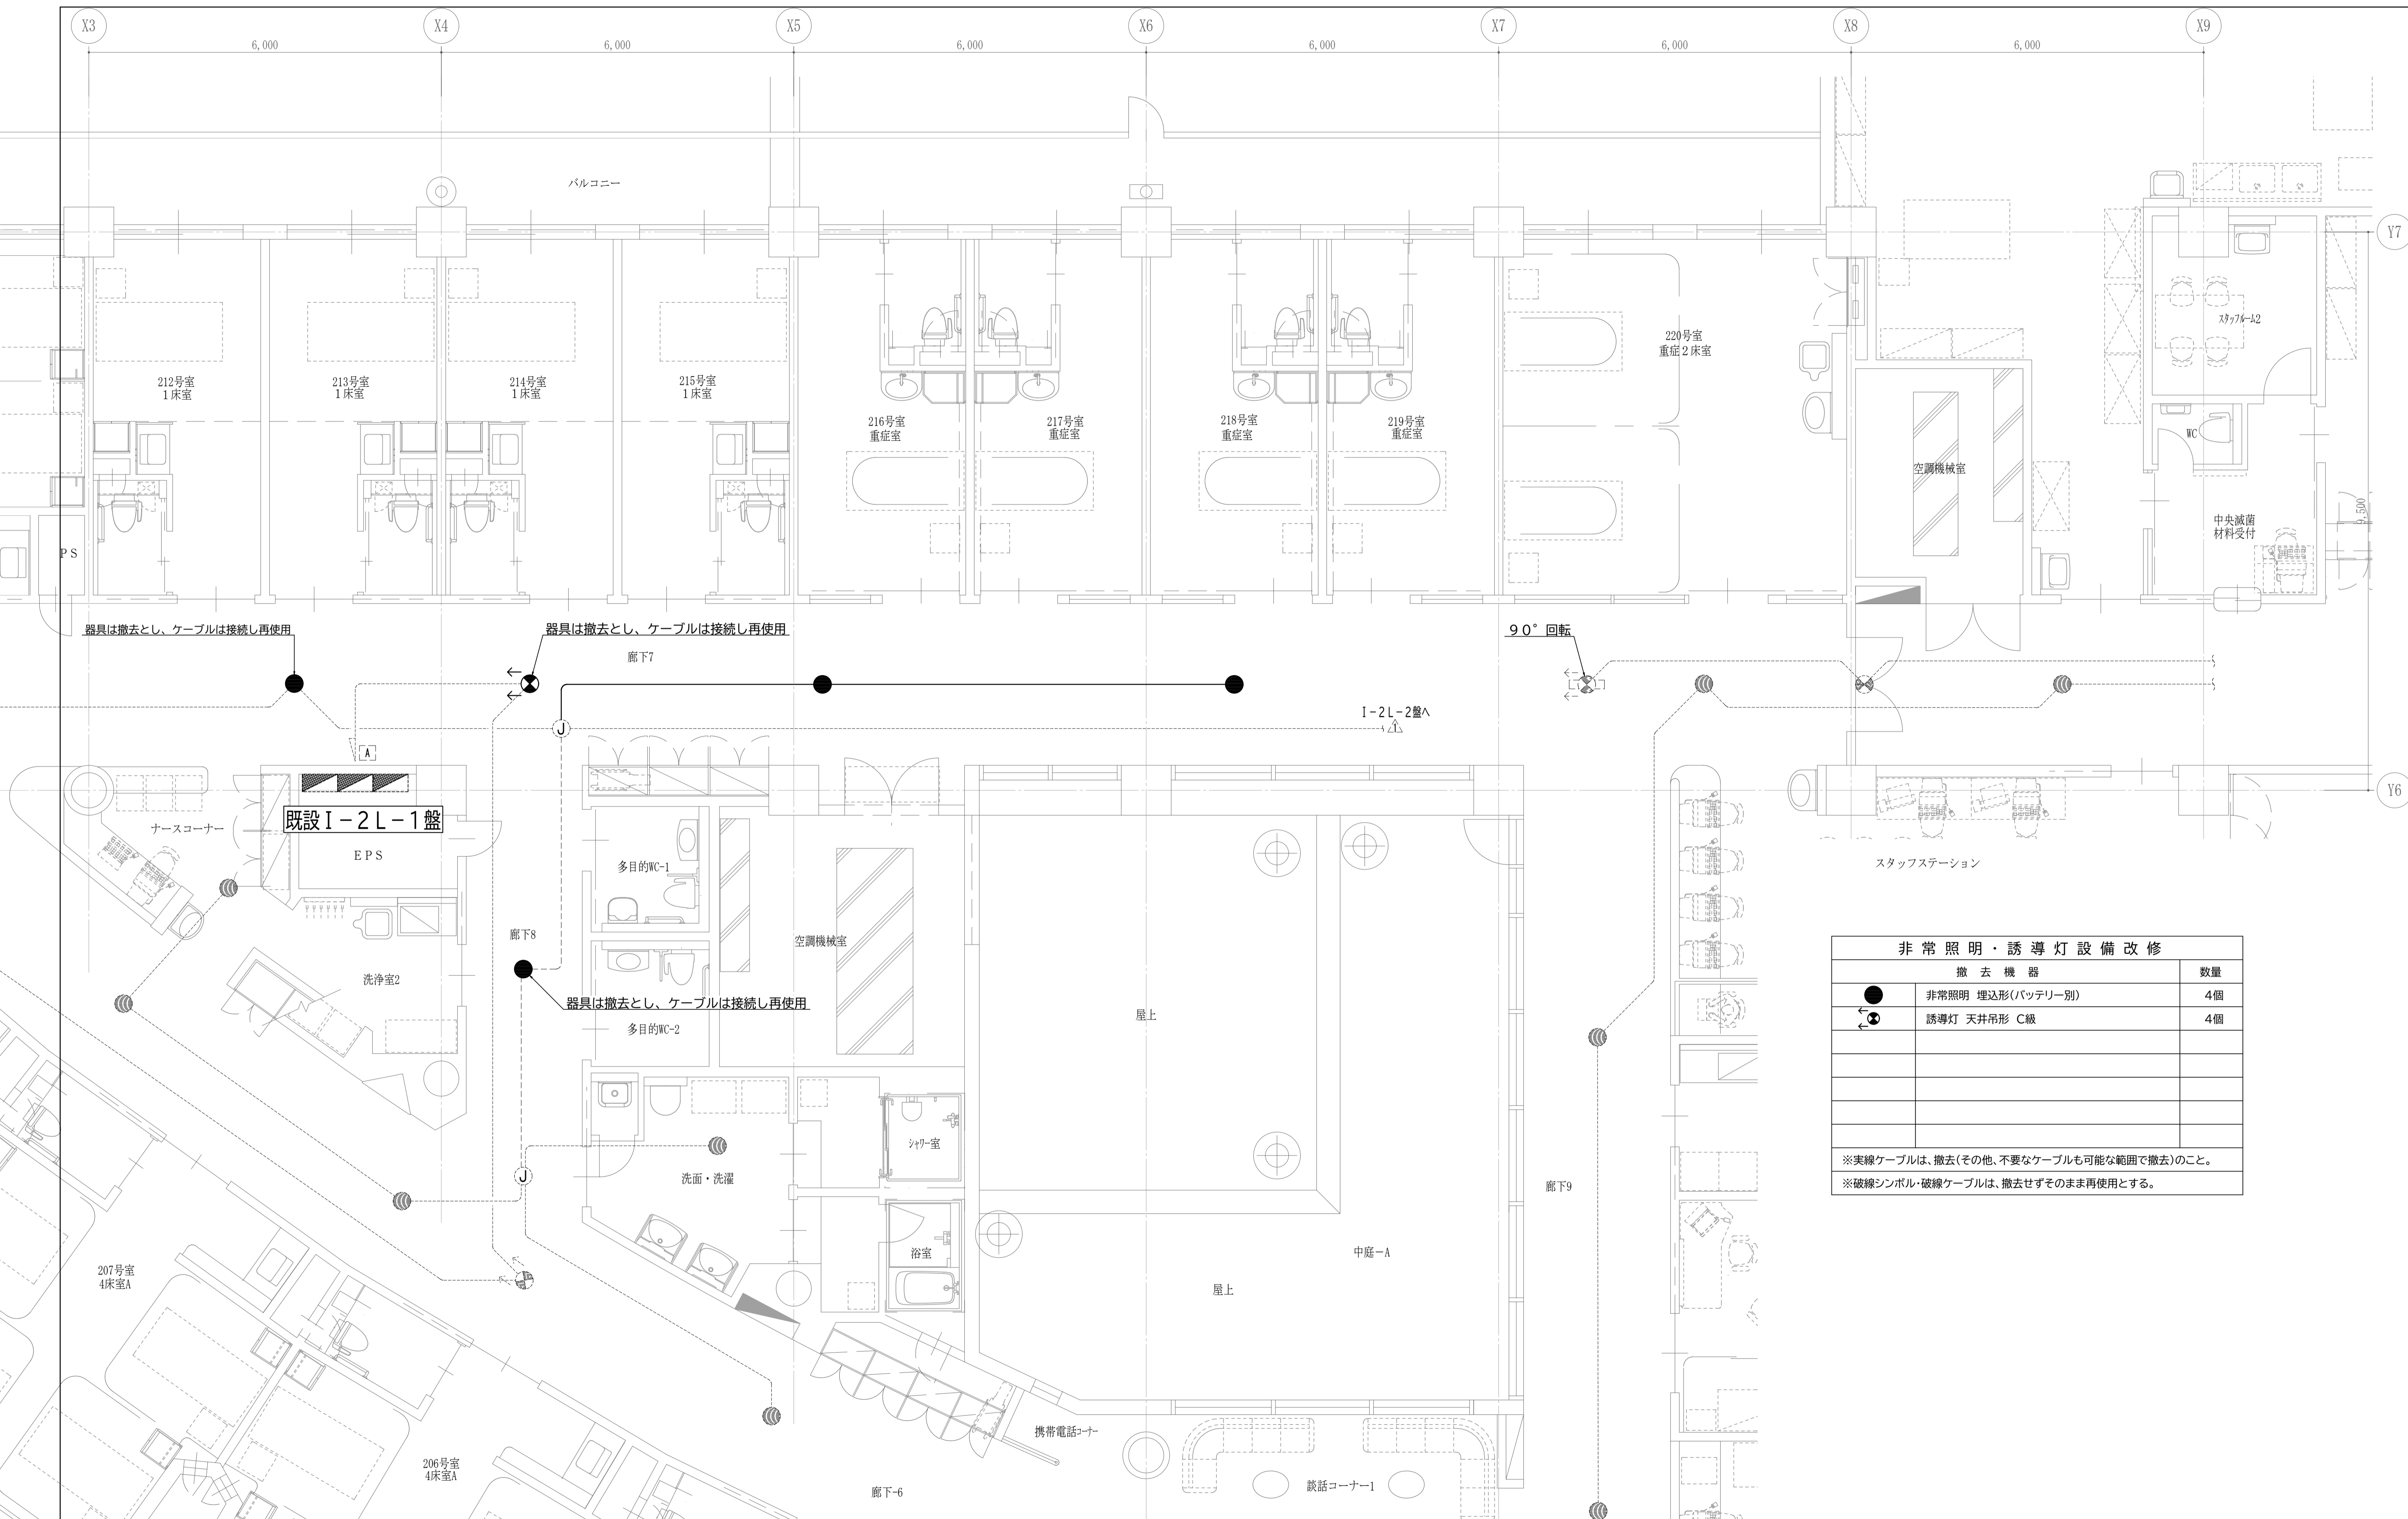 X3
X4
X5
X6
X7
X8
X9
6,000
6,000
6,000
6,000
6,000
6,000
バルコニー
Y7
スタッフルーム2
212号室
1床室
213号室
1床室
214号室
1床室
215号室
1床室
216号室
重症室
217号室
重症室
218号室
重症室
219号室
重症室
220号室
重症2床室
WC
空調機械室
中央滅菌
材料受付
9,500
PS
器具は撤去とし、ケーブルは接続し再使用
器具は撤去とし、ケーブルは接続し再使用
廊下7
90°回転
I-2L-2盤へ
1
J
A
Y6
ナースコーナー
既設I-2L-1盤
EPS
多目的WC-1
スタッフステーション
廊下8
空調機械室
洗浄室2
器具は撤去とし、ケーブルは接続し再使用
多目的WC-2
屋上
非常照明・誘導灯設備改修
撤去機器
数量
非常照明 埋込形(バッテリー別)
4個
誘導灯 天井吊形 C級
4個
※実線ケーブルは、撤去(その他、不要なケーブルも可能な範囲で撤去)のこと。
※破線シンボル・破線ケーブルは、撤去せずそのまま再使用とする。
シャワー室
J
洗面・洗濯
廊下9
浴室
中庭-A
屋上
207号室
4床室A
携帯電話コーナー
206号室
4床室A
談話コーナー1
廊下-6